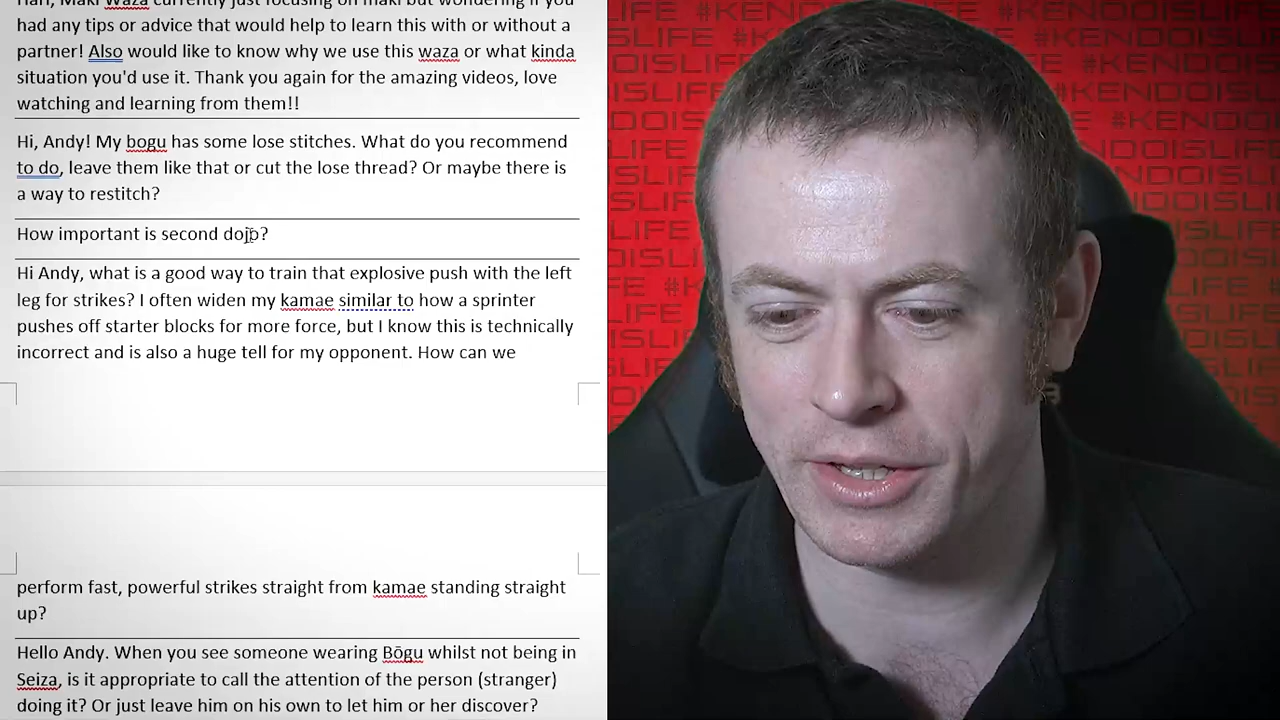 Hari, Maki Waza currently just focusing on maki but wondering if you
had any tips or advice that would help to learn this with or without a
partner! Also would like to know why we use this waza or what kinda
situation you'd use it. Thank you again for the amazing videos, love
watching and learning from them!!
Hi, Andy! My bogu has some lose stitches. What do you recommend
to do, leave them like that or cut the lose thread? Or maybe there is
a way to restitch?
How important is second dojo?
Hi Andy, what is a good way to train that explosive push with the left
leg for strikes? I often widen my kamae similar to how a sprinter
pushes off starter blocks for more force, but I know this is technically
incorrect and is also a huge tell for my opponent. How can we
perform fast, powerful strikes straight from kamae standing straight
up?
Hello Andy. When you see someone wearing Bōgu whilst not being in
Seiza, is it appropriate to call the attention of the person (stranger)
doing it? Or just leave him on his own to let him or her discover?
#KENDOISLIFE